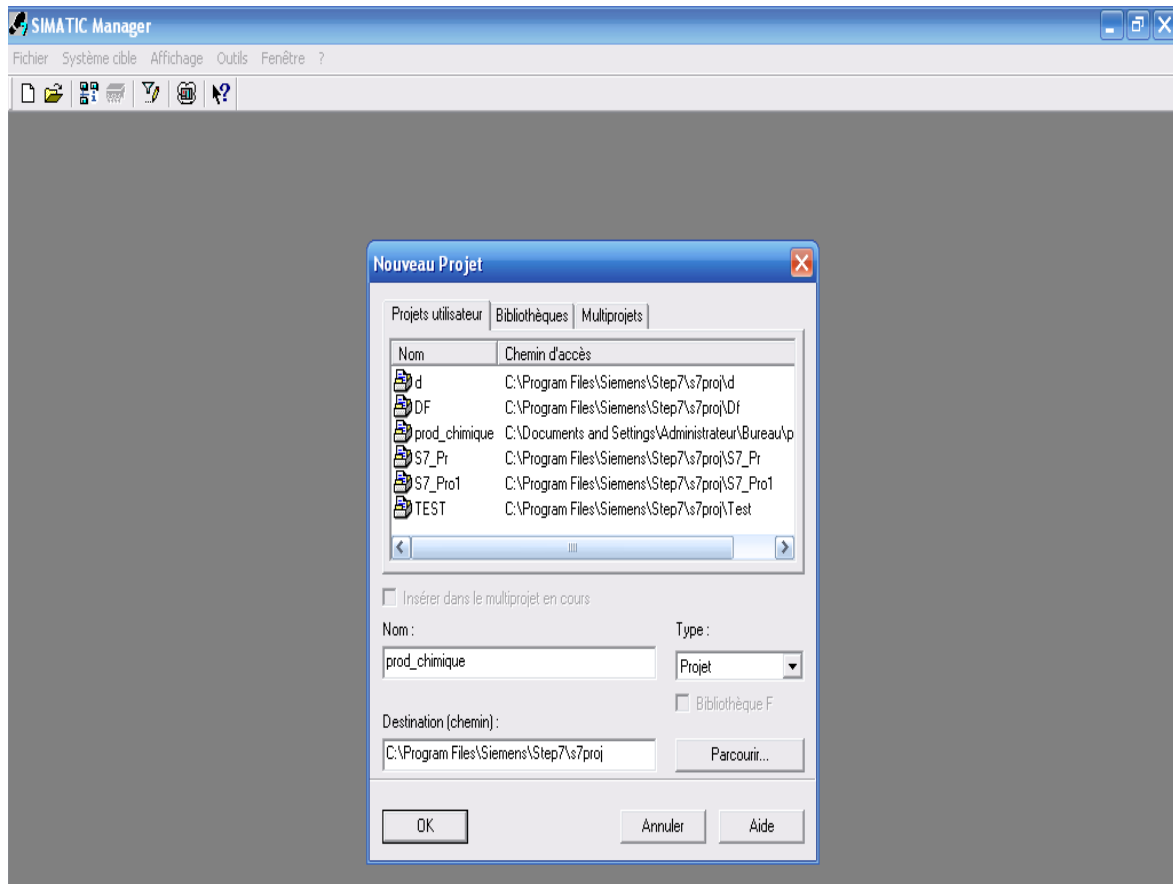 SIMATIC Manager
Fichier Système cible Affichage Outils Fenêtre ?
Nouveau Projet
Projets utilisateur Bibliothèques Multiprojets
Nom Chemin d'accès
d C:\Program Files\Siemens\Step7\s7proj\d
DF C:\Program Files\Siemens\Step7\s7proj\Df
prod_chimique C:\Documents and Settings\Administrateur\Bureau\p
S7_Pr C:\Program Files\Siemens\Step7\s7proj\S7_Pr
S7_Pro1 C:\Program Files\Siemens\Step7\s7proj\S7_Pro1
TEST C:\Program Files\Siemens\Step7\s7proj\Test
Insérer dans le multiprojet en cours
Nom : Type :
prod_chimique Projet
Bibliothèque F
Destination (chemin) :
C:\Program Files\Siemens\Step7\s7proj Parcourir...
OK Annuler Aide